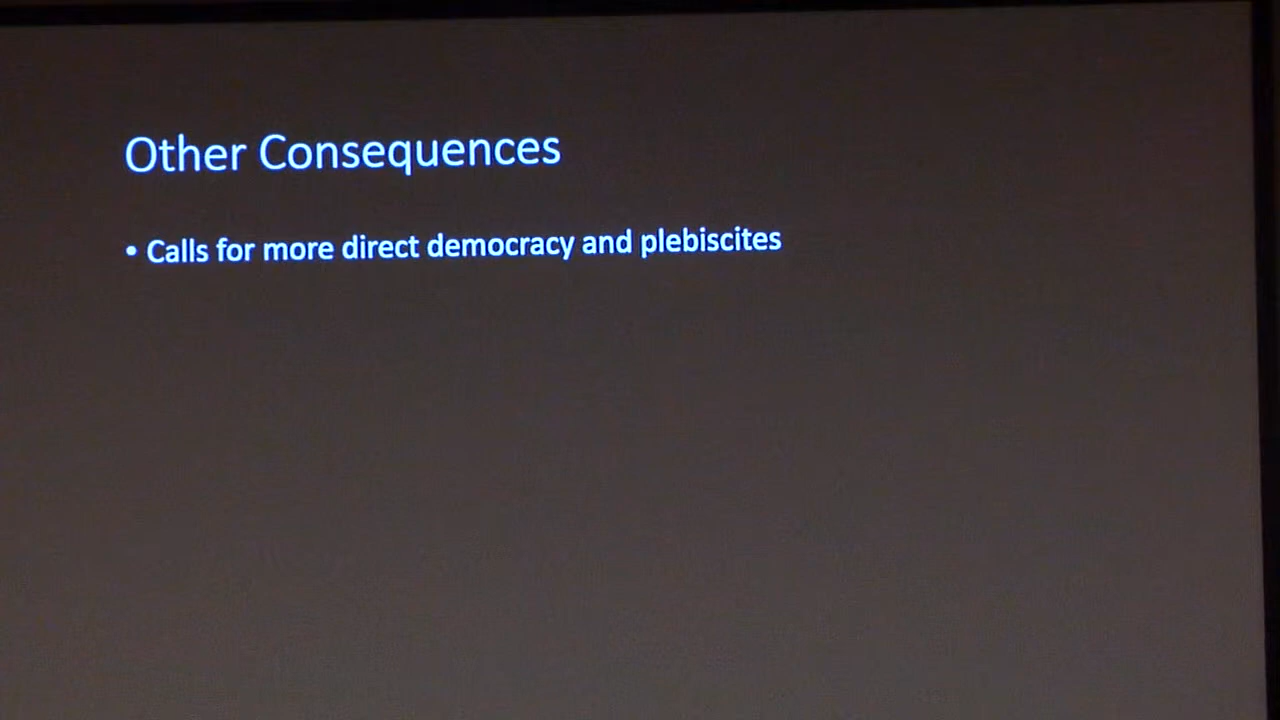 Other Consequences
• Calls for more direct democracy and plebiscites